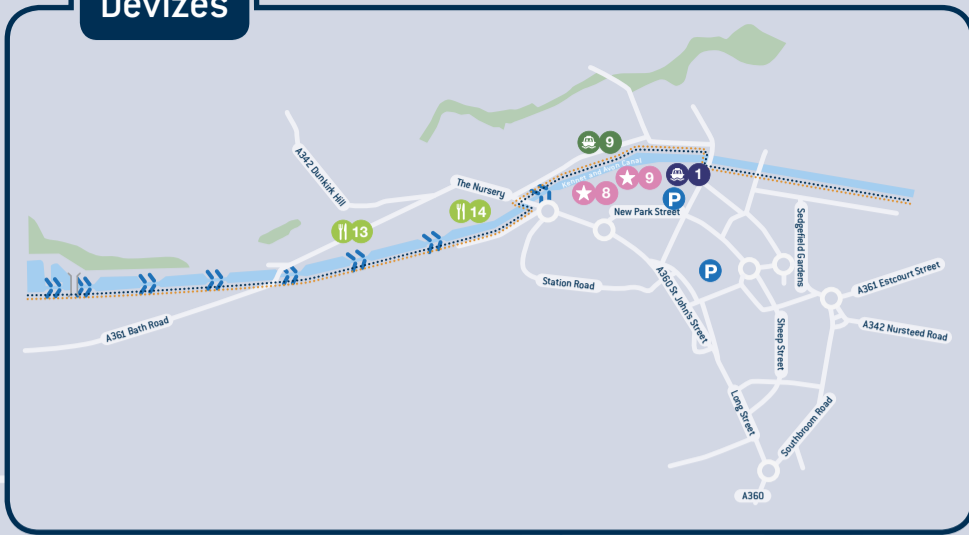 Devizes
A342 Dunkirk Hill
The Nursery
9
Kennet and Avon Canal
8
9
1
P
New Park Street
13
14
P
Station Road
A360 St John's Street
Sedgefield Gardens
A361 Estcourt Street
A342 Nursteed Road
A361 Bath Road
Sheep Street
Long Street
Southbroom Road
A360